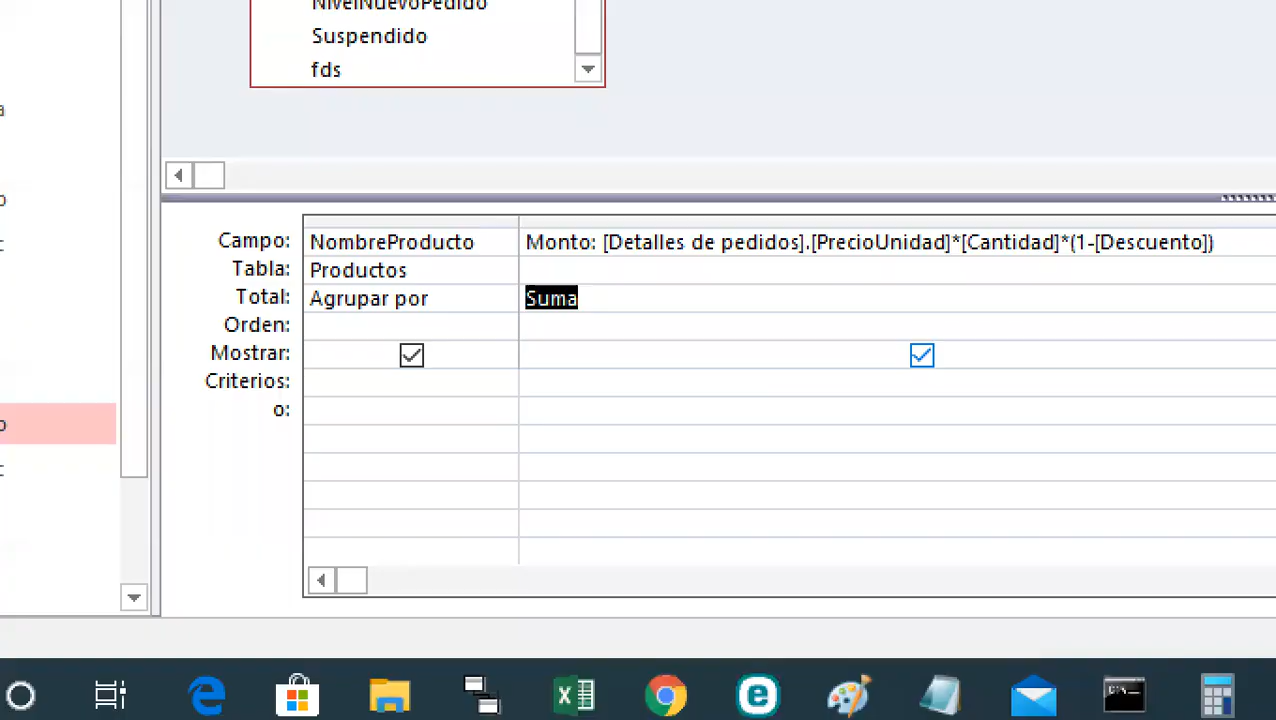 NivelNuevoPedido
Suspendido
fds
a
o
c
o
c
Campo: NombreProducto Monto: [Detalles de pedidos].[PrecioUnidad]*[Cantidad]*(1-[Descuento])
Tabla: Productos
Total: Agrupar por Suma
Orden:
Mostrar:
Criterios:
o: